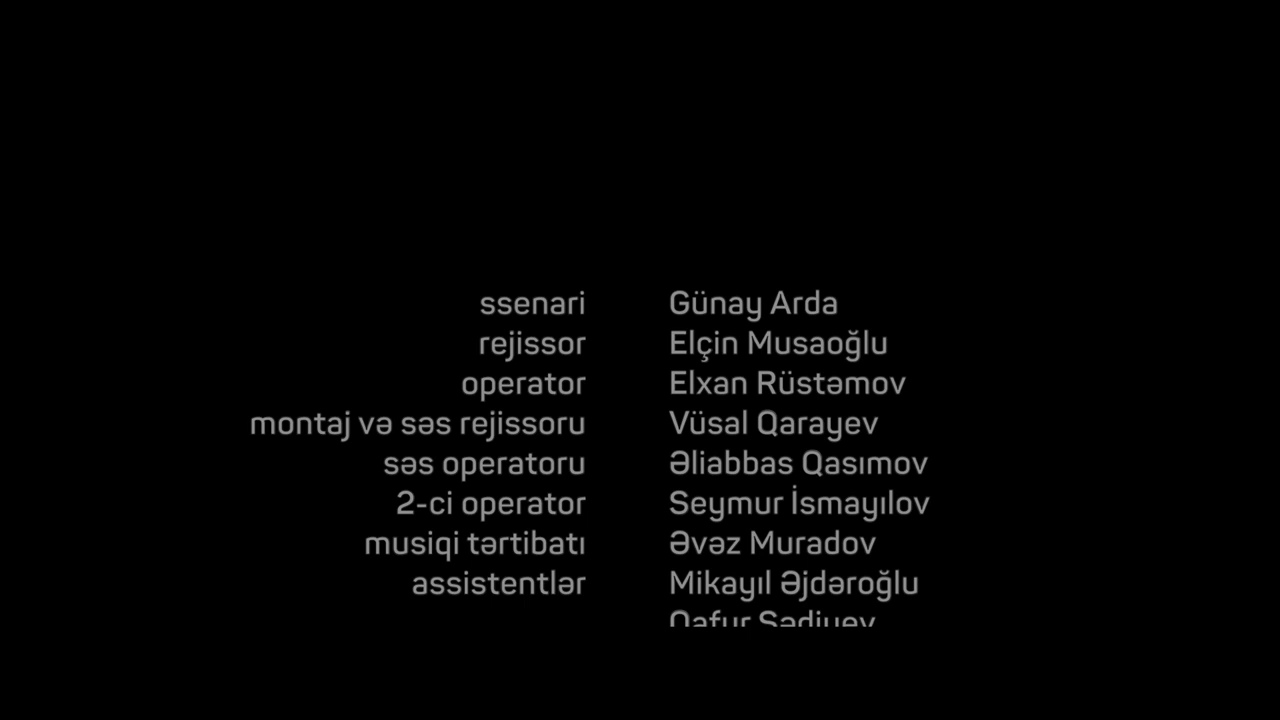 ssenari Günay Arda
rejissor Elçin Musaoğlu
operator Elxan Rüstəmov
montaj və səs rejissoru Vüsal Qarayev
səs operatoru Əliabbas Qasımov
2-ci operator Seymur İsmayılov
musiqi tərtibatı Əvəz Muradov
assistentlər Mikayıl Əjdəroğlu